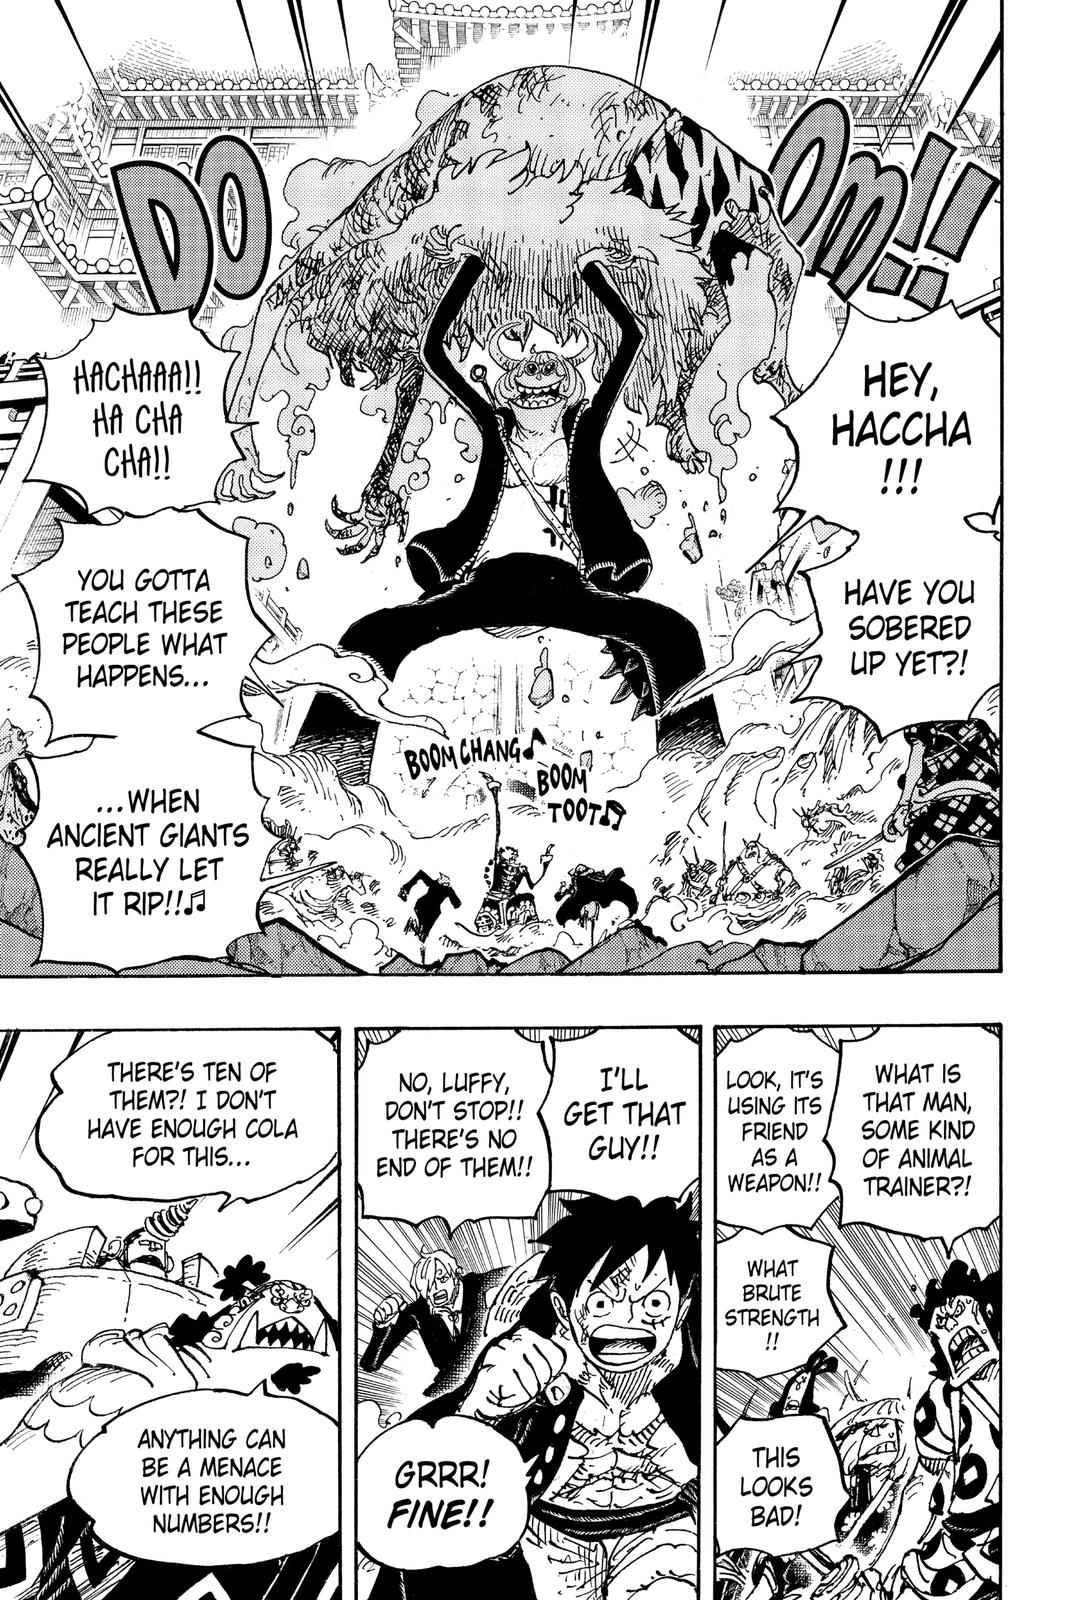 DOOM!!
HEY,
HACCHA
!!!
HAVE YOU
SOBERED
UP YET?!
HACHAAA!!
HA CHA
CHA!!
YOU GOTTA
TEACH THESE
PEOPLE WHAT
HAPPENS...
...WHEN
ANCIENT GIANTS
REALLY LET
IT RIP!!♫
BOOM CHANG♪
BOOM
TOOT♫
WHAT IS
THAT MAN,
SOME KIND
OF ANIMAL
TRAINER?!
LOOK, IT'S
USING ITS
FRIEND
AS A
WEAPON!!
WHAT
BRUTE
STRENGTH
!!
THIS
LOOKS
BAD!
I'LL
GET THAT
GUY!!
NO, LUFFY,
DON'T STOP!!
THERE'S NO
END OF THEM!!
GRRR!
FINE!!
THERE'S TEN OF
THEM?! I DON'T
HAVE ENOUGH COLA
FOR THIS...
ANYTHING CAN
BE A MENACE
WITH ENOUGH
NUMBERS!!